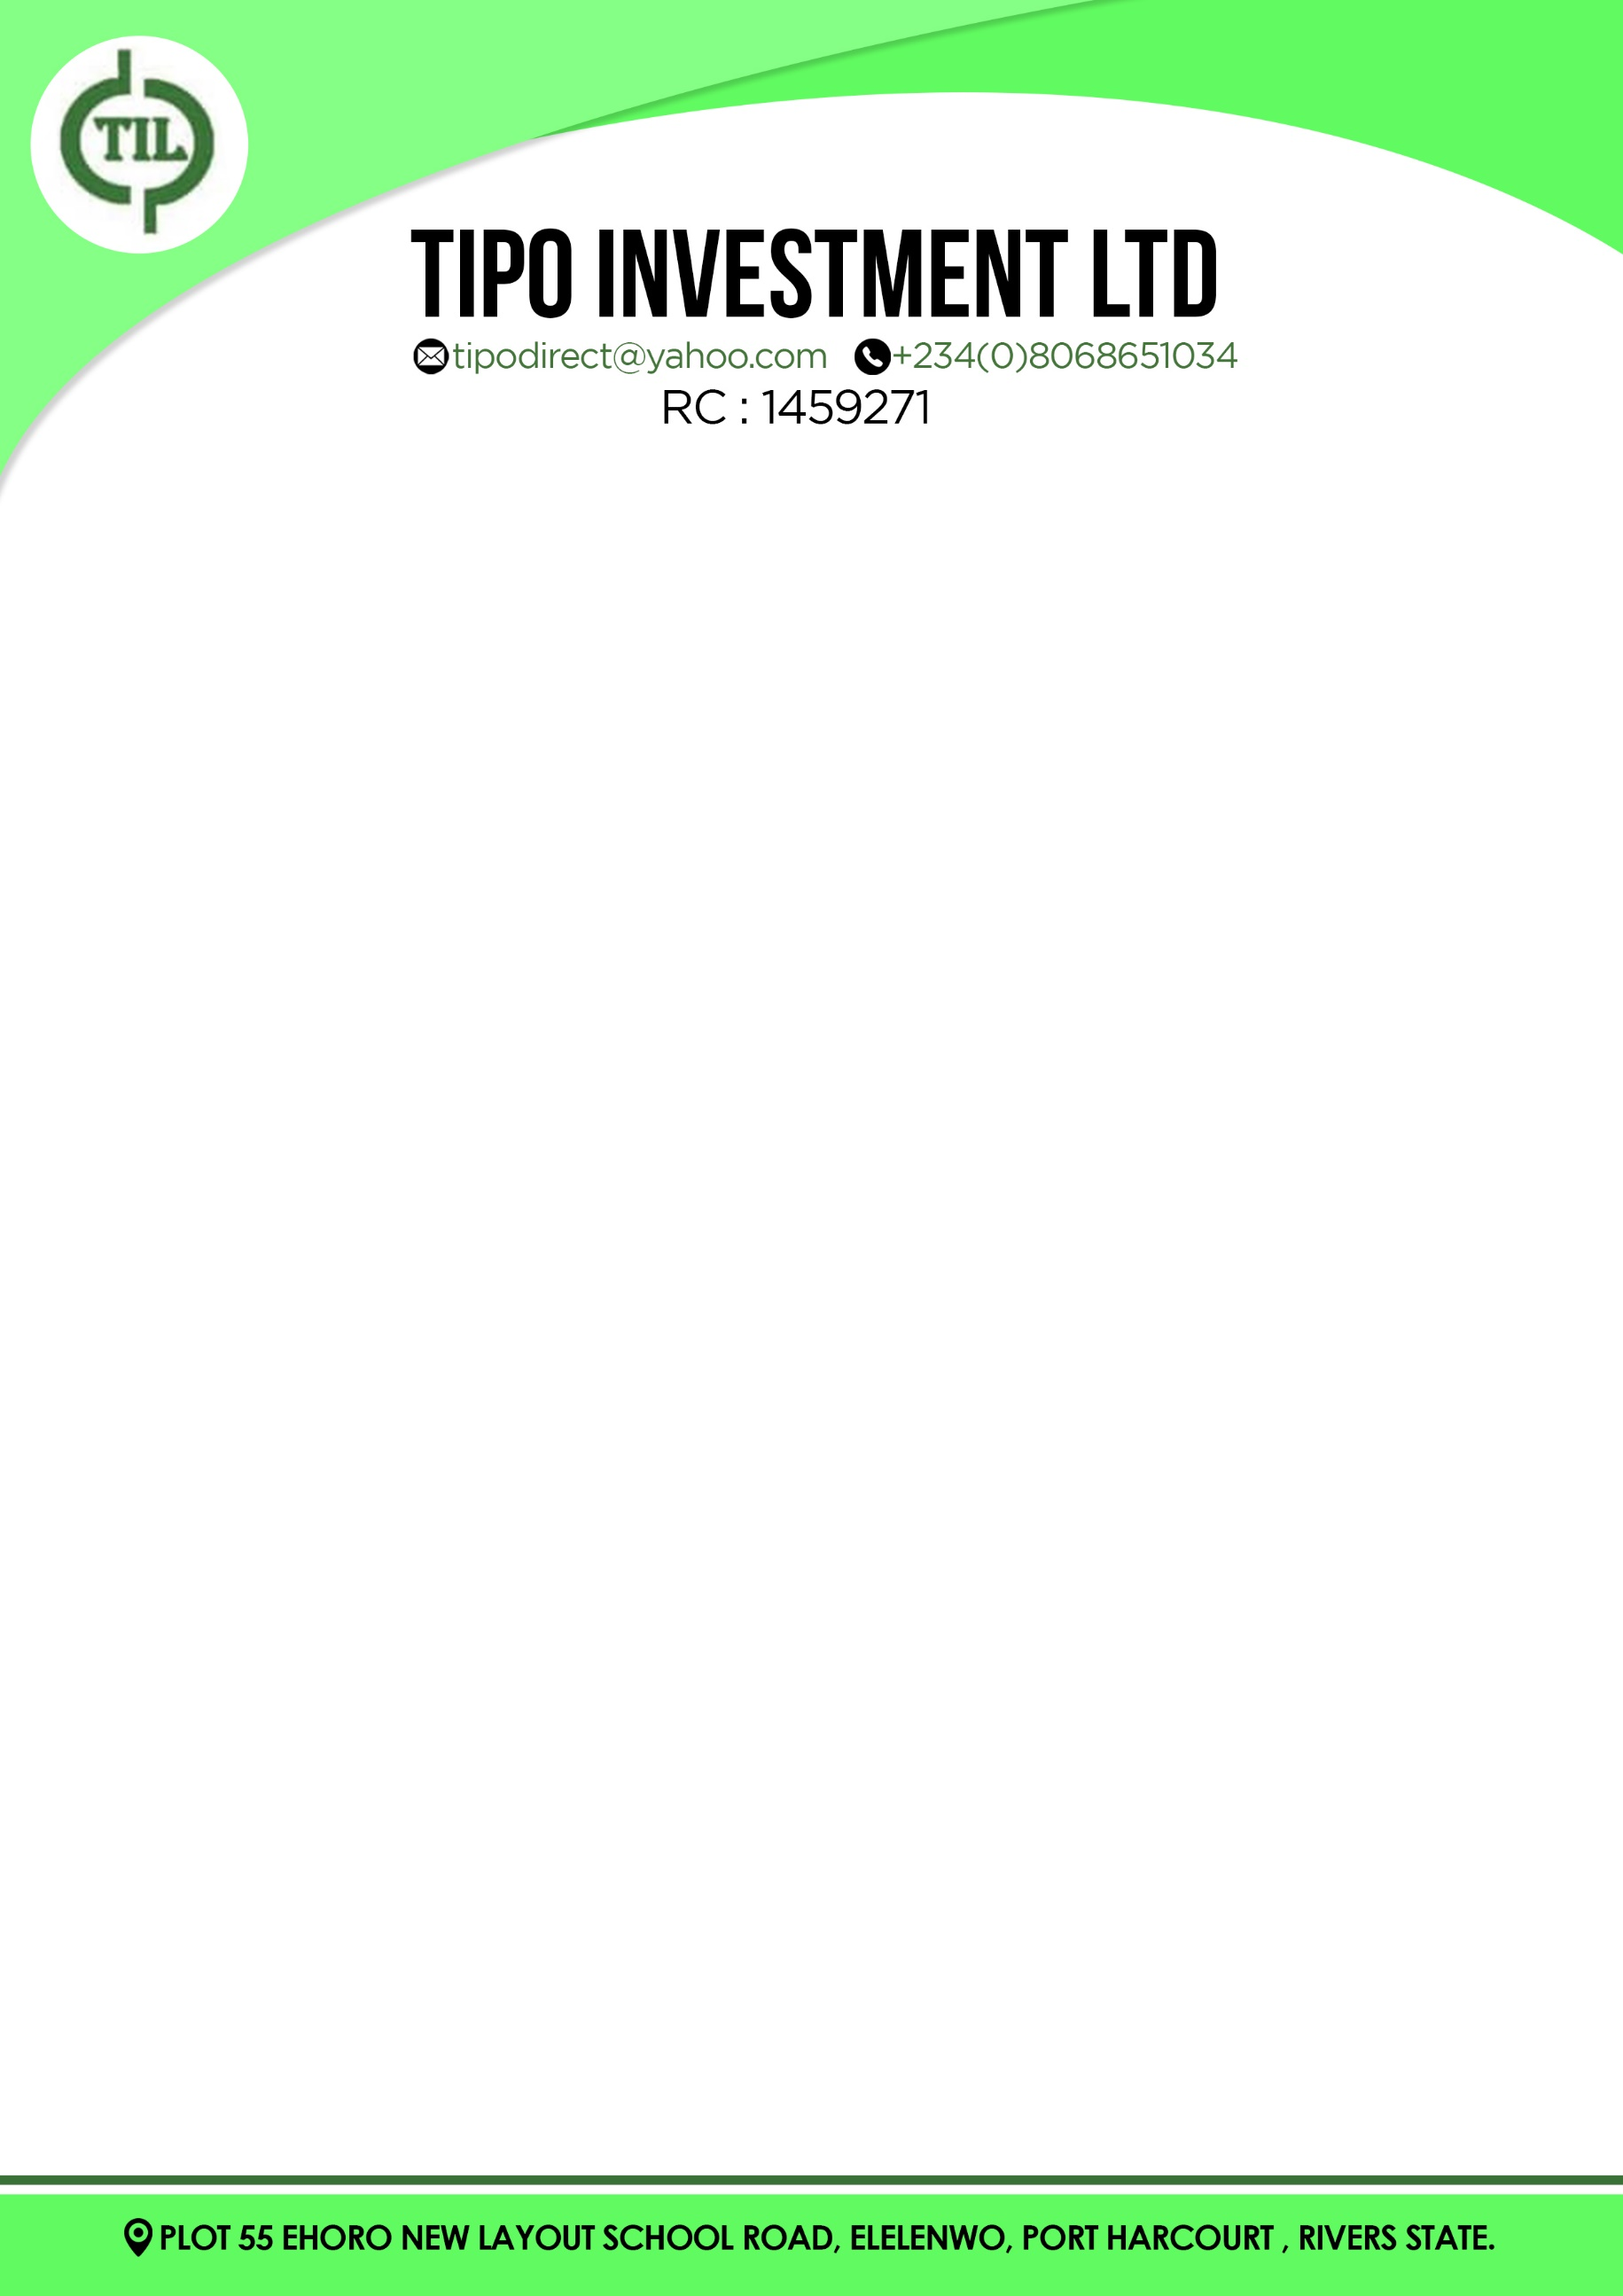 TIL
TIPO INVESTMENT LTD
tipodirect@yahoo.com +234(0)8068651034
RC : 1459271
PLOT 55 EHORO NEW LAYOUT SCHOOL ROAD, ELELENWO, PORT HARCOURT , RIVERS STATE.